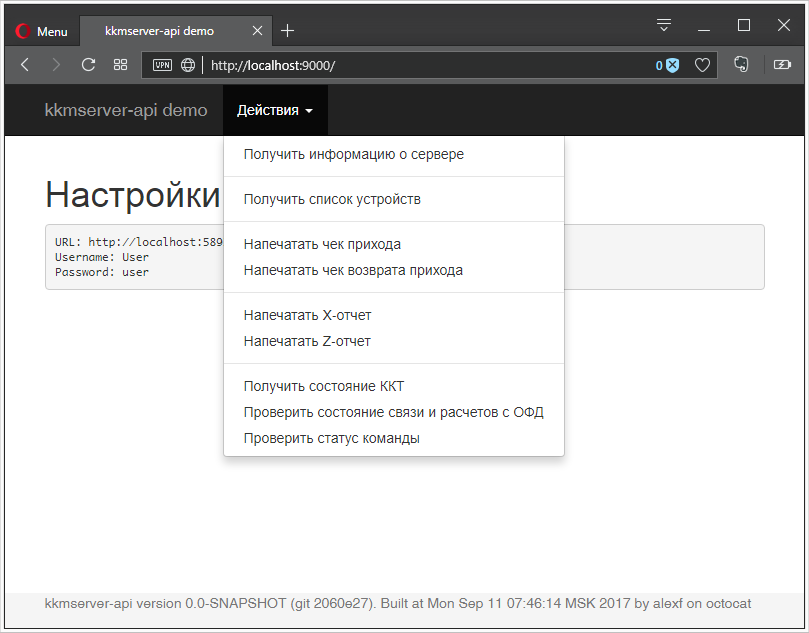 Menu
kkmserver-api demo
VPN
http://localhost:9000/
0
kkmserver-api demo
Действия
Получить информацию о сервере
Настройки
Получить список устройств
URL: http://localhost:589
Username: User
Password: user
Напечатать чек прихода
Напечатать чек возврата прихода
Напечатать X-отчет
Напечатать Z-отчет
Получить состояние ККТ
Проверить состояние связи и расчетов с ОФД
Проверить статус команды
kkmserver-api version 0.0-SNAPSHOT (git 2060e27). Built at Mon Sep 11 07:46:14 MSK 2017 by alexf on octocat